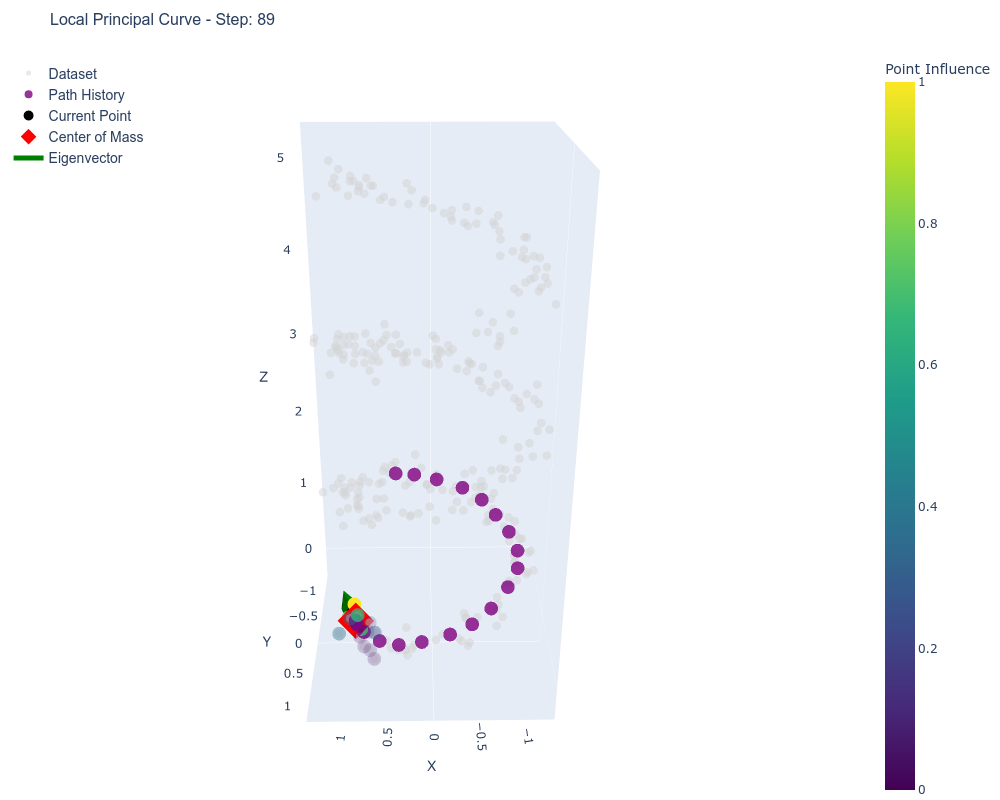 Local Principal Curve - Step: 89
Dataset
Path History
Current Point
Center of Mass
Eigenvector
Point Influence
1
0.8
0.6
0.4
0.2
0
5
4
3
2
1
0
Z
−1
−0.5
0
0.5
1
Y
1
0.5
0
−0.5
−1
X